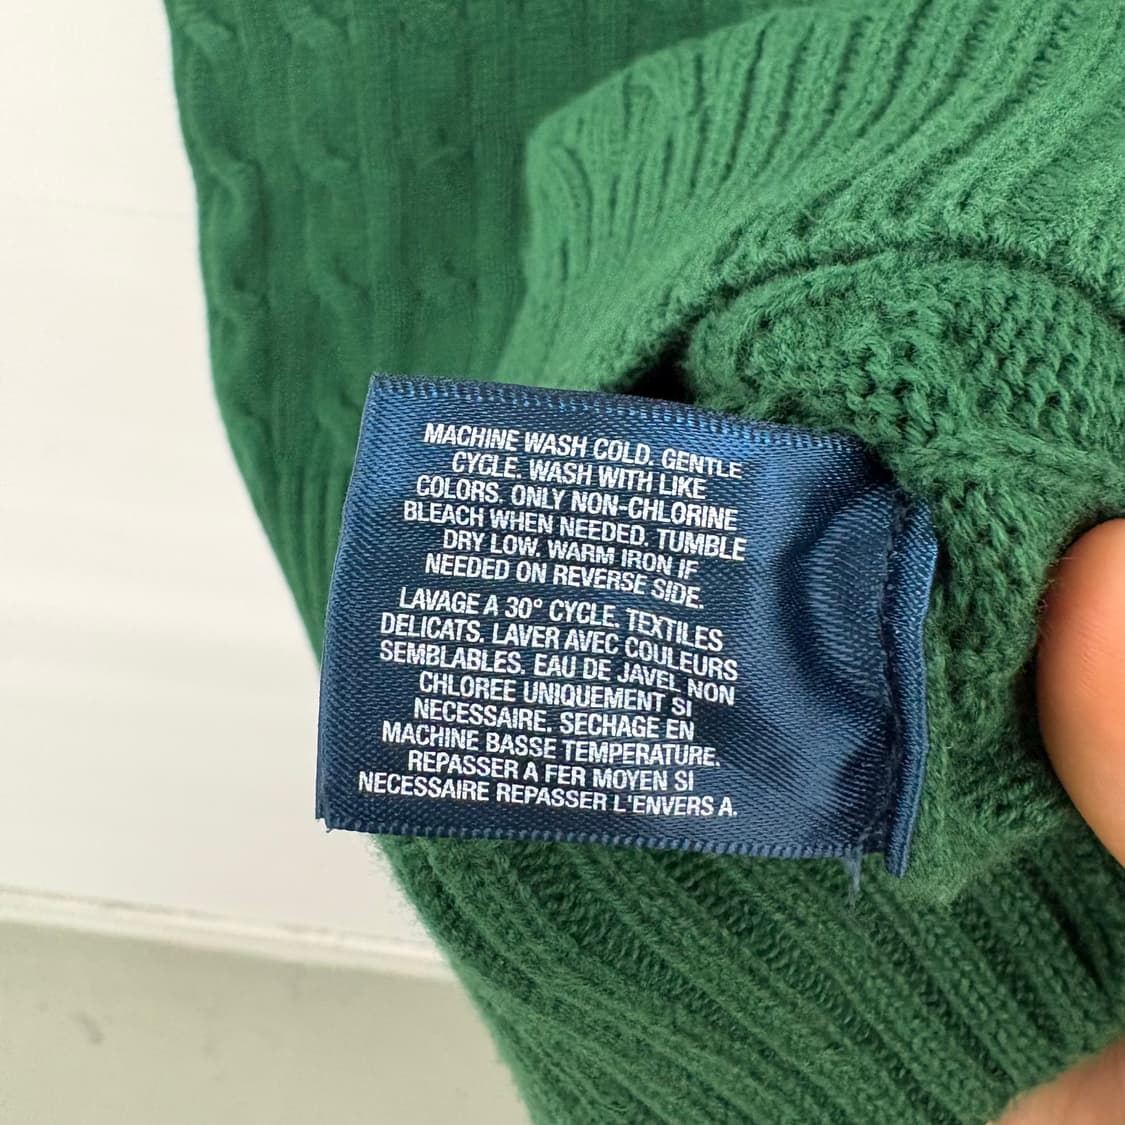 MACHINE WASH COLD. GENTLE
CYCLE. WASH WITH LIKE
COLORS. ONLY NON-CHLORINE
BLEACH WHEN NEEDED. TUMBLE
DRY LOW. WARM IRON IF
NEEDED ON REVERSE SIDE.
LAVAGE A 30° CYCLE. TEXTILES
DELICATS. LAVER AVEC COULEURS
SEMBLABLES. EAU DE JAVEL NON
CHLOREE UNIQUEMENT SI
NECESSAIRE. SECHAGE EN
MACHINE BASSE TEMPERATURE.
REPASSER A FER MOYEN SI
NECESSAIRE REPASSER L'ENVERS A.